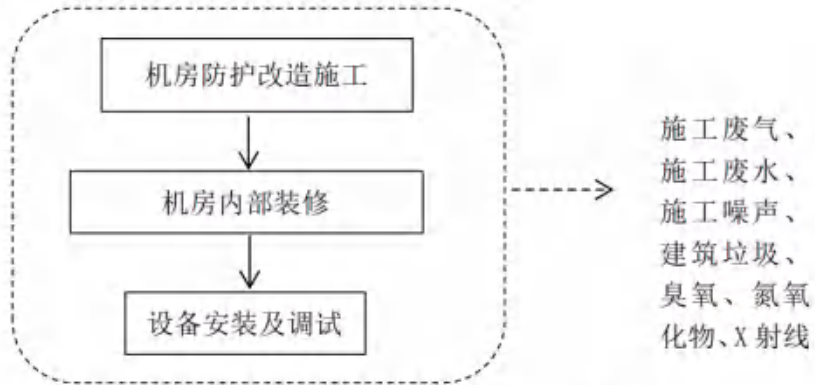 机房防护改造施工
机房内部装修
设备安装及调试
施工废气、
施工废水、
施工噪声、
建筑垃圾、
臭氧、氮氧
化物、X 射线